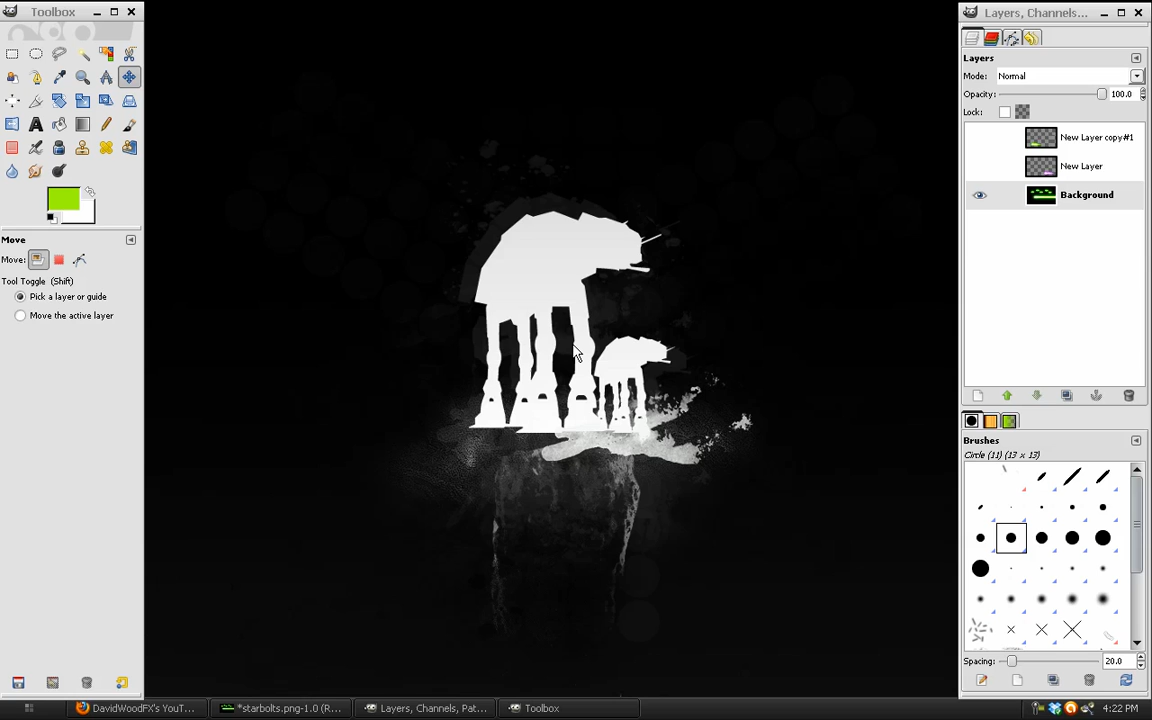 Toolbox
Layers, Channels...
Layers
Mode: Normal
Opacity: 100.0
Lock:
New Layer copy#1
New Layer
Background
Move
Move:
Tool Toggle (Shift)
Pick a layer or guide
Move the active layer
Brushes
Circle (11) (13 x 13)
Spacing: 20.0
DavidWoodFX's YouT...
*starbolts.png-1.0 (R...
Layers, Channels, Pat...
Toolbox
4:22 PM